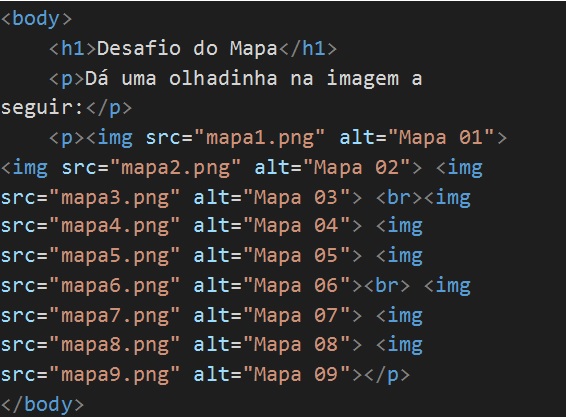 <body>
<h1>Desafio do Mapa</h1>
<p>Dá uma olhadinha na imagem a
seguir:</p>
<p><img src="mapa1.png" alt="Mapa 01">
<img src="mapa2.png" alt="Mapa 02"> <img
src="mapa3.png" alt="Mapa 03"> <br><img
src="mapa4.png" alt="Mapa 04"> <img
src="mapa5.png" alt="Mapa 05"> <img
src="mapa6.png" alt="Mapa 06"><br> <img
src="mapa7.png" alt="Mapa 07"> <img
src="mapa8.png" alt="Mapa 08"> <img
src="mapa9.png" alt="Mapa 09"></p>
</body>